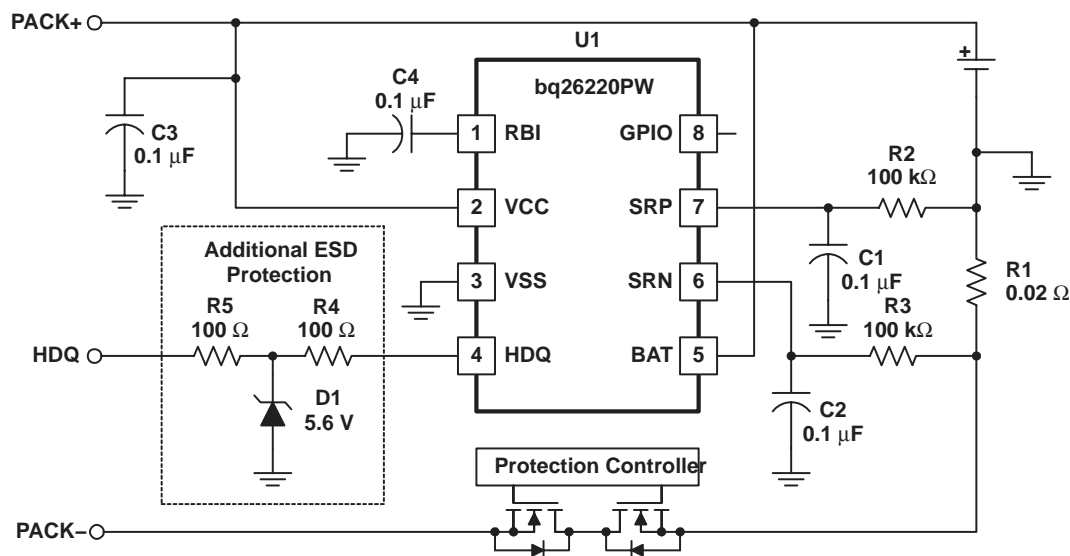 PACK+
U1
+
C4
0.1 μF
bq26220PW
C3
0.1 μF
1
RBI
GPIO
8
R2
100 kΩ
2
VCC
SRP
7
Additional ESD
Protection
C1
0.1 μF
R1
0.02 Ω
3
VSS
SRN
6
R5
100 Ω
R4
100 Ω
R3
100 kΩ
HDQ
4
HDQ
BAT
5
D1
5.6 V
C2
0.1 μF
Protection Controller
PACK–